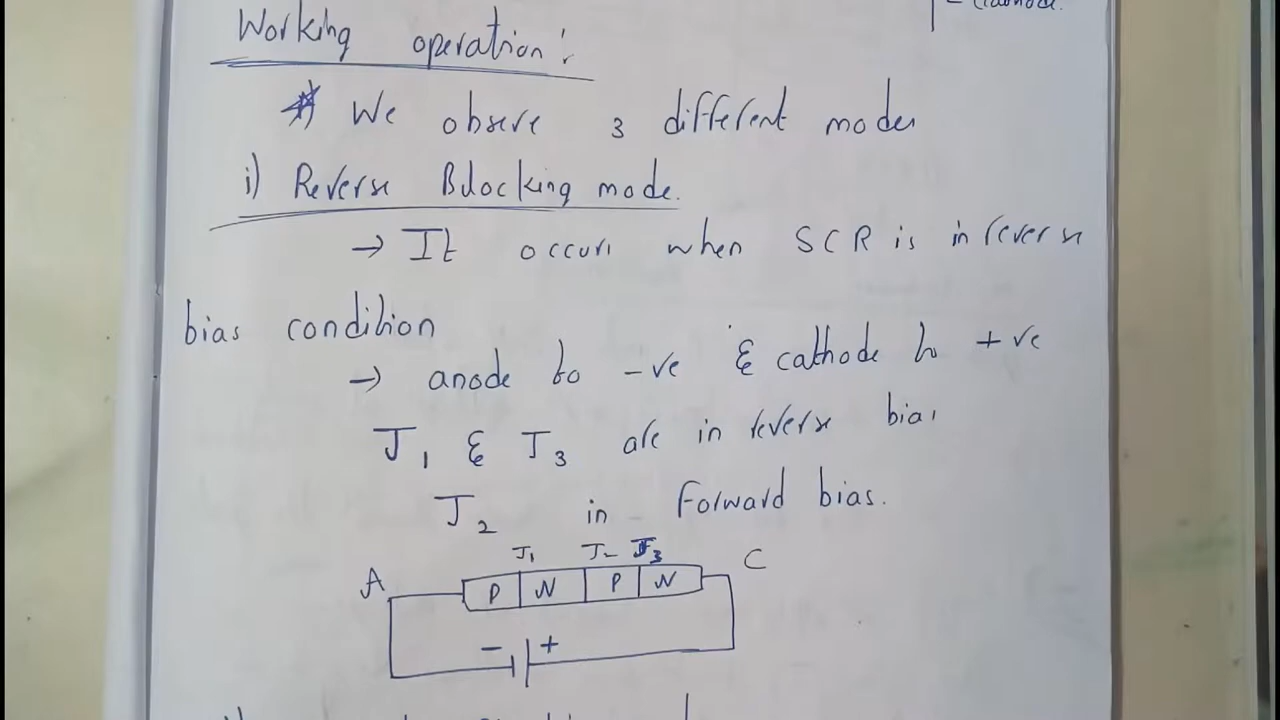 - Cathode.
Working operation:
* We observe 3 different modes
i) Reverse Blocking mode.
→ It occurs when SCR is in reverse
bias condition
→ anode to -ve & cathode to +ve
J1 & J3 are in reverse bias
J2 in Forward bias.
J1 J2 J3
A P N P N C
- +